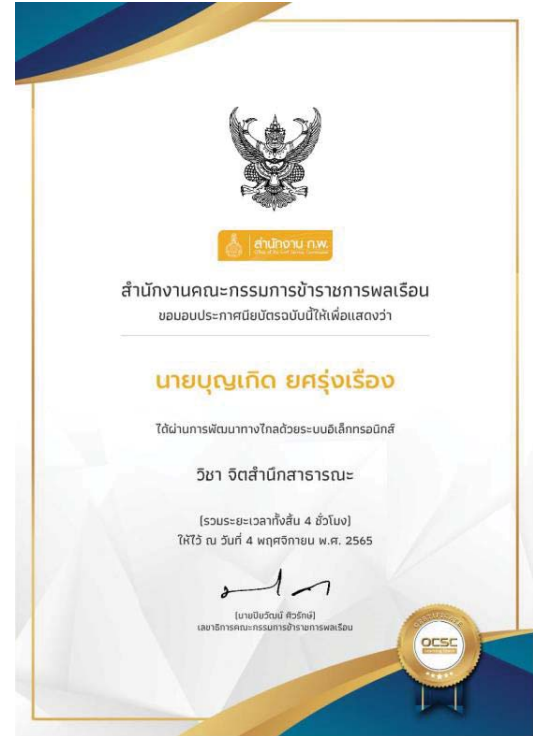 สำนักงาน ก.พ.
สำนักงานคณะกรรมการข้าราชการพลเรือน
ขอมอบประกาศนียบัตรฉบับนี้ให้เพื่อแสดงว่า
นายบุญเกิด ยศรุ่งเรือง
ได้ผ่านการพัฒนาทางไกลด้วยระบบอิเล็กทรอนิกส์
วิชา จิตสำนึกสาธารณะ
(รวมระยะเวลาทั้งสิ้น 4 ชั่วโมง)
ให้ไว้ ณ วันที่ 4 พฤศจิกายน พ.ศ. 2565
(นายปิยวัฒน์ ศิวรักษ์)
เลขาธิการคณะกรรมการข้าราชการพลเรือน
CERTIFICATE
OCSC